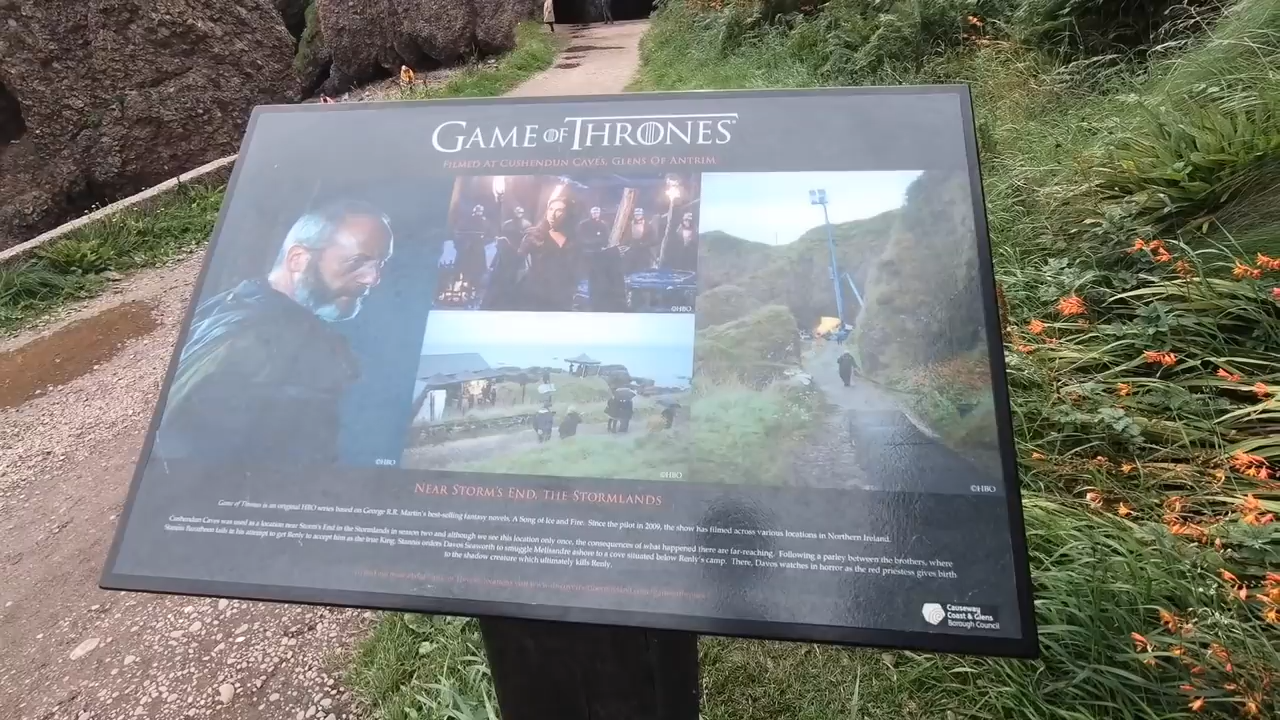 GAME OF THRONES
FILMED AT CUSHENDUN CAVES, GLENS OF ANTRIM
©HBO
©HBO
©HBO
©HBO
NEAR STORM'S END, THE STORMLANDS
Game of Thrones is an original HBO series based on George R.R. Martin's best-selling fantasy novels, A Song of Ice and Fire. Since the pilot in 2009, the show has filmed across various locations in Northern Ireland.
Cushendun Caves was used as a location near Storm's End in the Stormlands in season two and although we see this location only once, the consequences of what happened there are far-reaching. Following a parley between the brothers, where
Stannis Baratheon fails in his attempt to get Renly to accept him as the true King, Stannis orders Davos Seaworth to smuggle Melisandre ashore to a cove situated below Renly's camp. There, Davos watches in horror as the red priestess gives birth
to the shadow creature which ultimately kills Renly.
Causeway
Coast & Glens
Borough Council